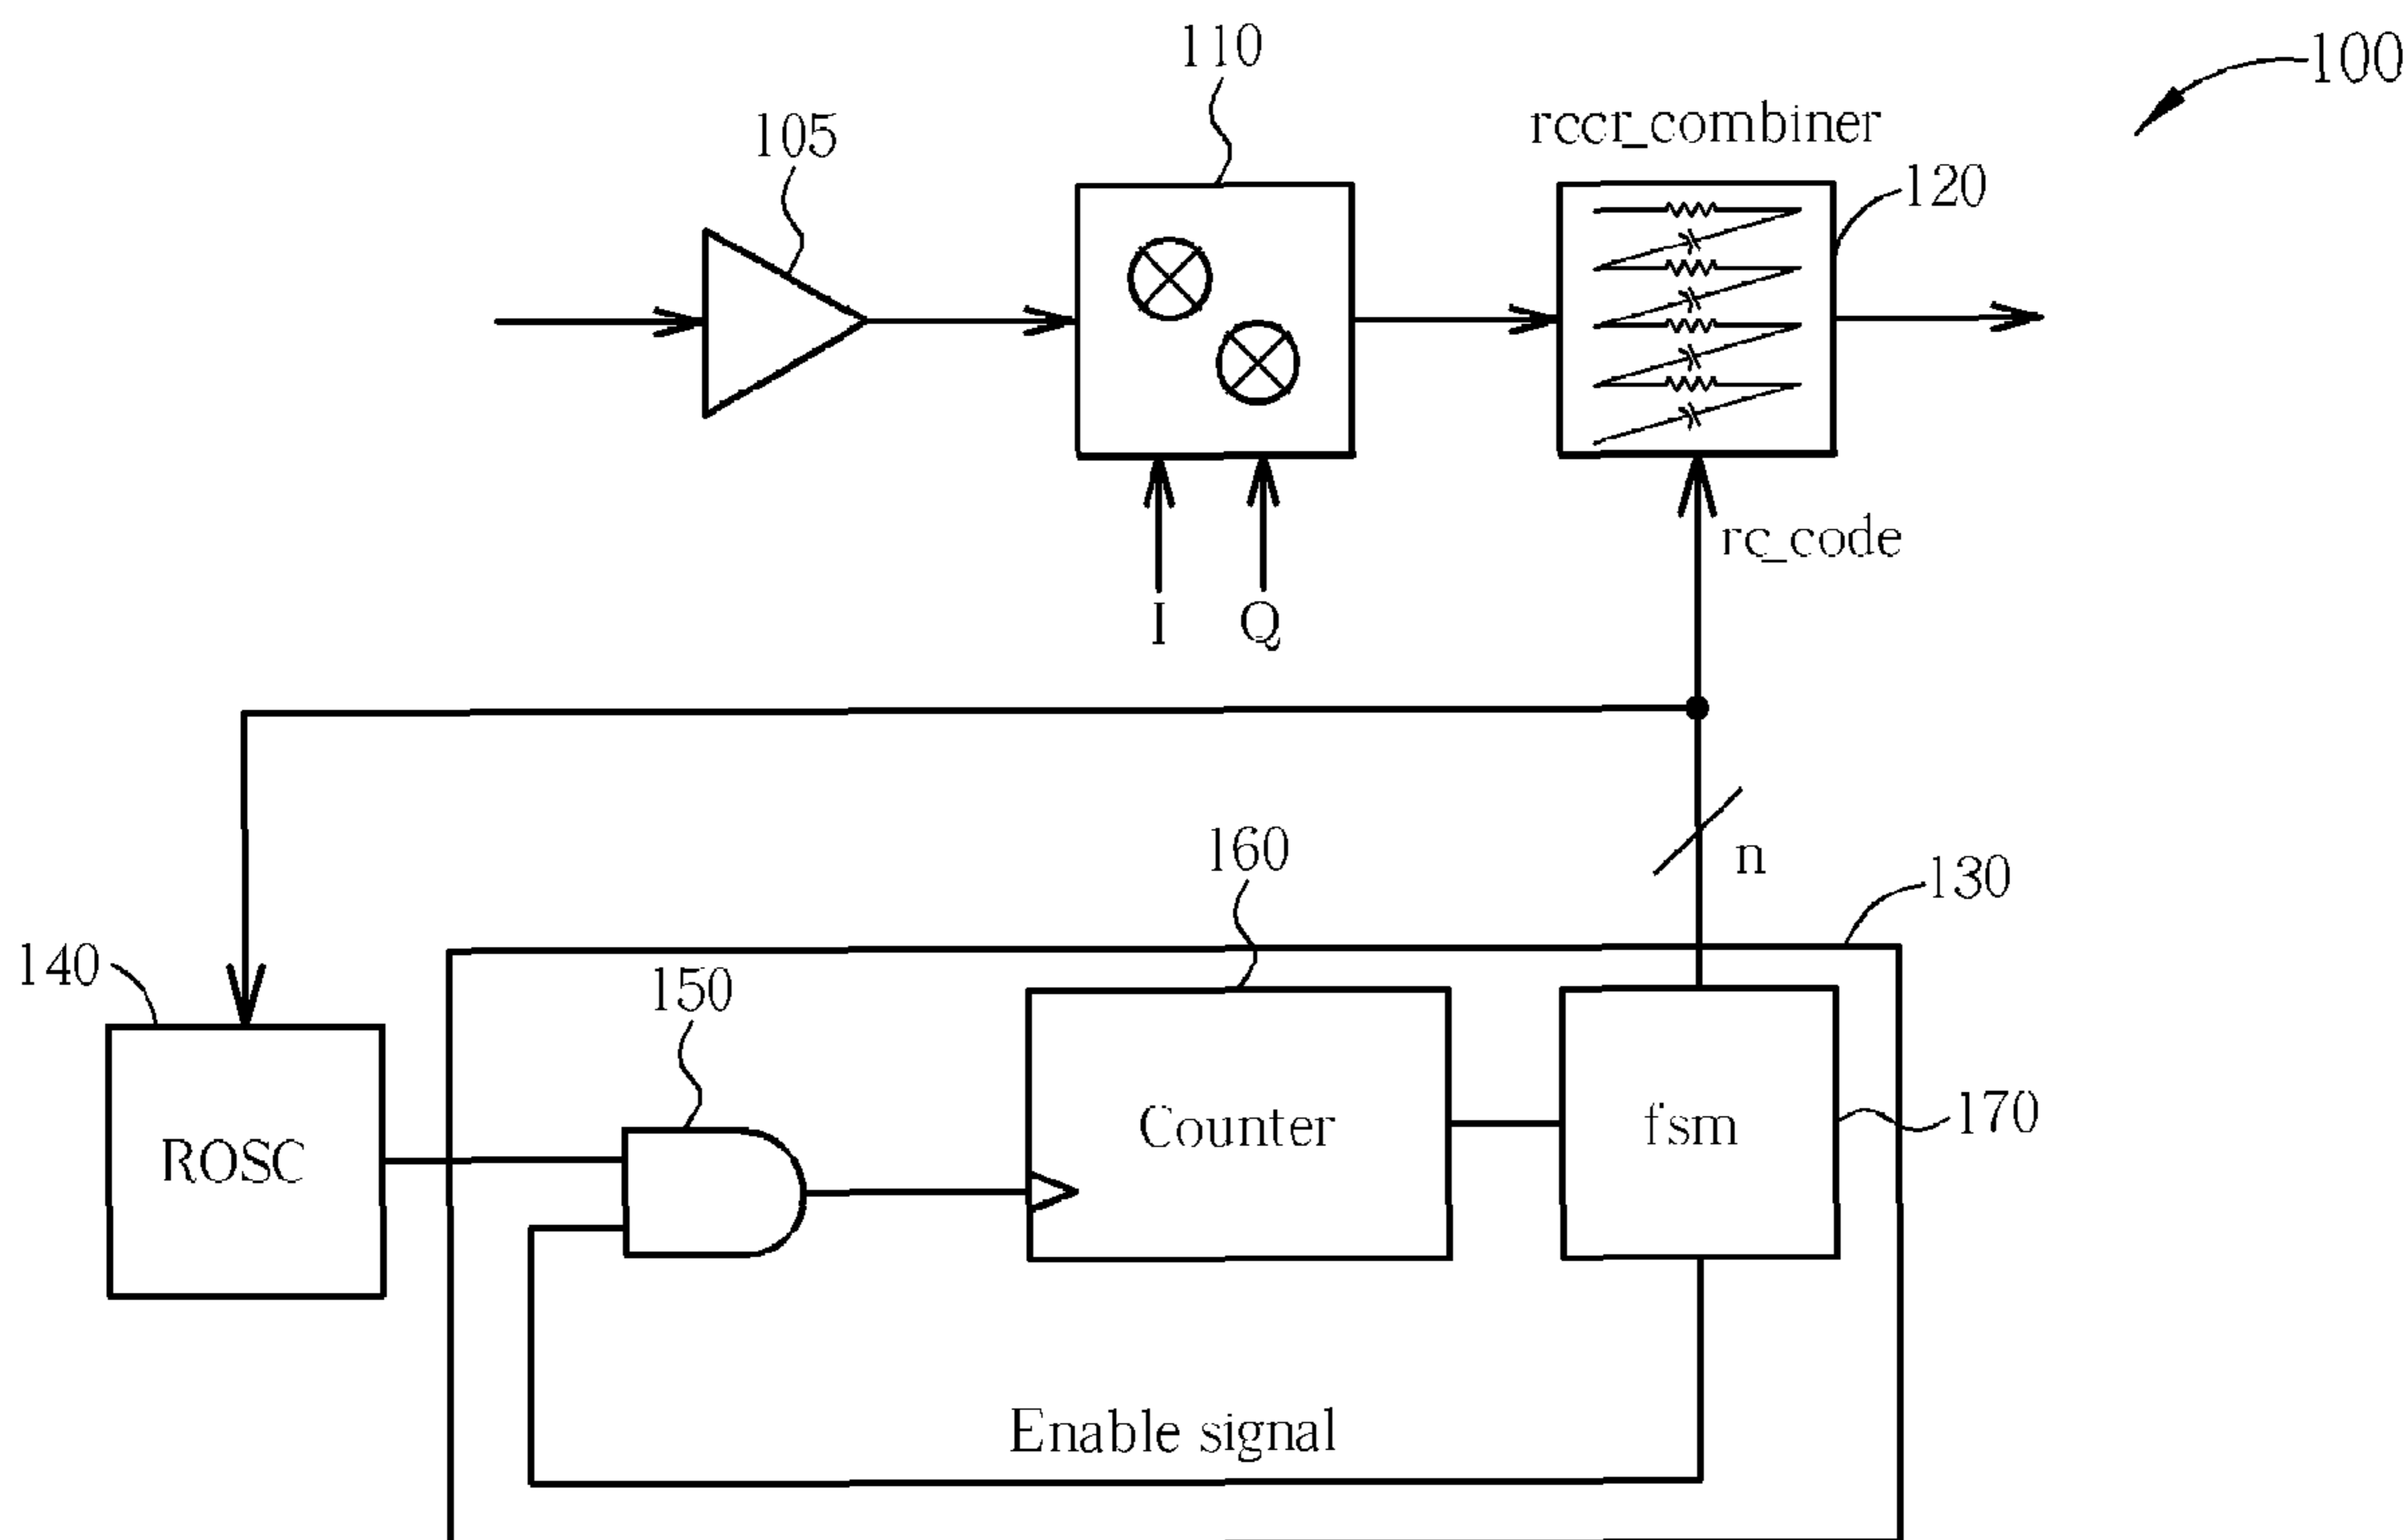 110
100
105
rccr_combiner
120
rc_code
I
Q
160
n
130
140
150
ROSC
Counter
fsm
170
Enable signal